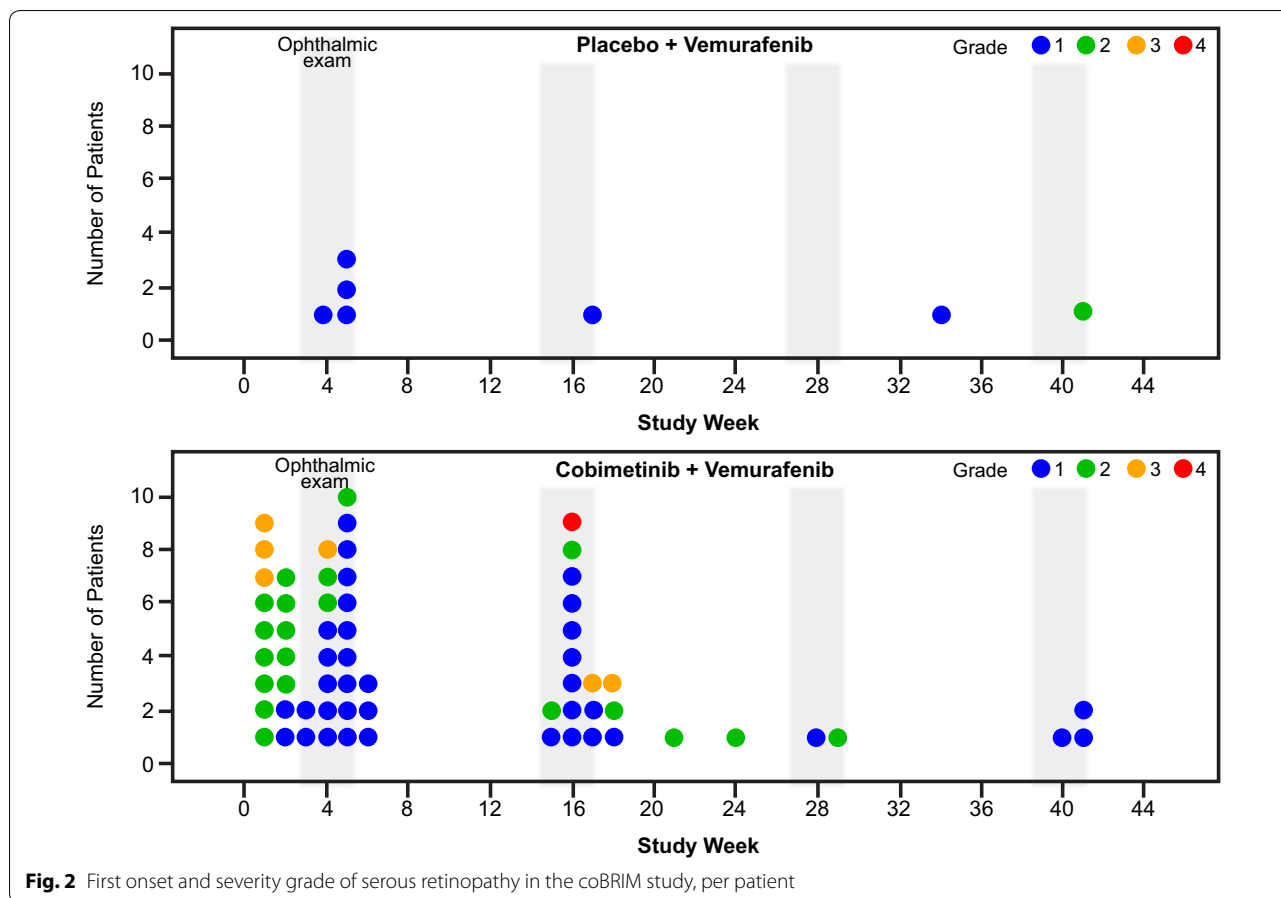 Ophthalmic
exam
Placebo + Vemurafenib
Grade 1 2 3 4
Number of Patients
10
8
6
4
2
0
0 4 8 12 16 20 24 28 32 36 40 44
Study Week
Ophthalmic
exam
Cobimetinib + Vemurafenib
Grade 1 2 3 4
Number of Patients
10
8
6
4
2
0
0 4 8 12 16 20 24 28 32 36 40 44
Study Week
Fig. 2 First onset and severity grade of serous retinopathy in the coBRIM study, per patient